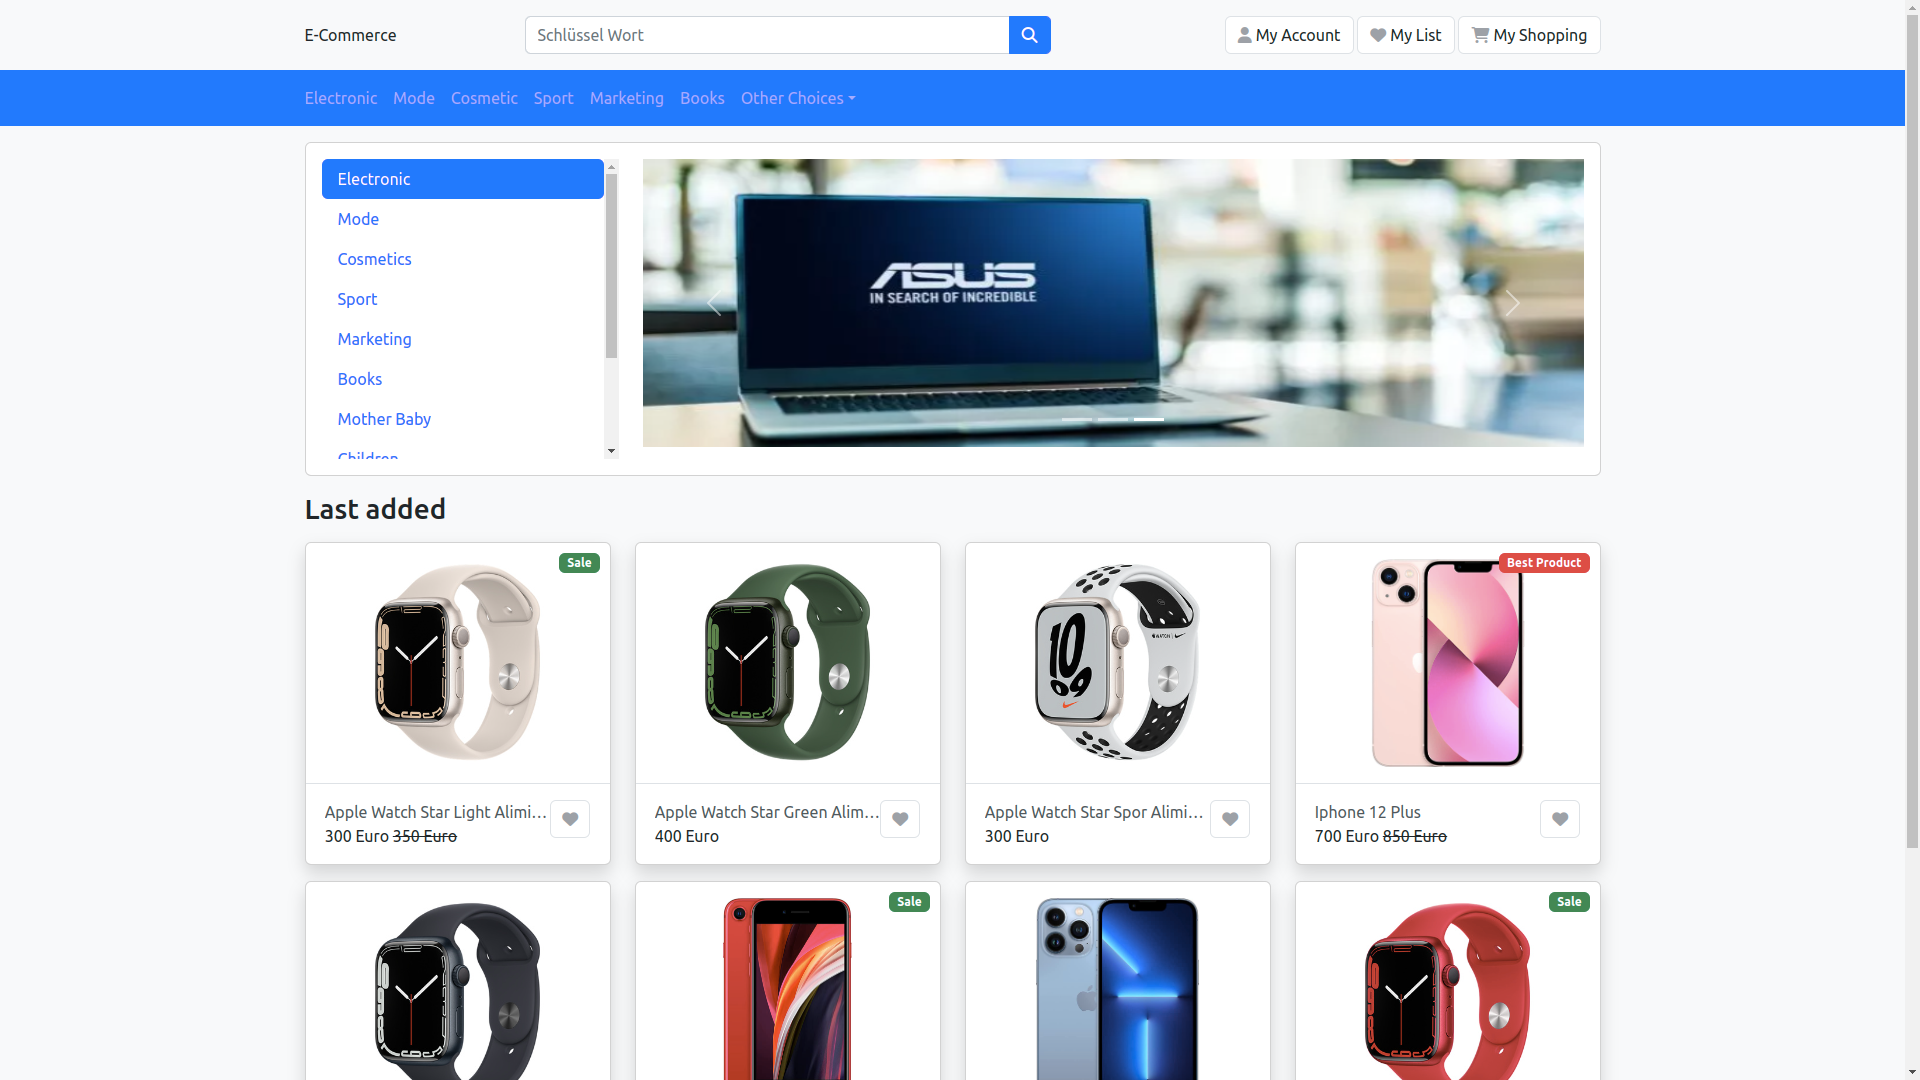 E-Commerce
Schlüssel Wort
My Account
My List
My Shopping
Electronic Mode Cosmetic Sport Marketing Books Other Choices
Electronic
Mode
Cosmetics
Sport
Marketing
Books
Mother Baby
Children
ASUS
IN SEARCH OF INCREDIBLE
Last added
Sale
Best Product
10
09
Apple Watch Star Light Alimi...
300 Euro 350 Euro
Apple Watch Star Green Alim...
400 Euro
Apple Watch Star Spor Alimi...
300 Euro
Iphone 12 Plus
700 Euro 850 Euro
Sale
Sale